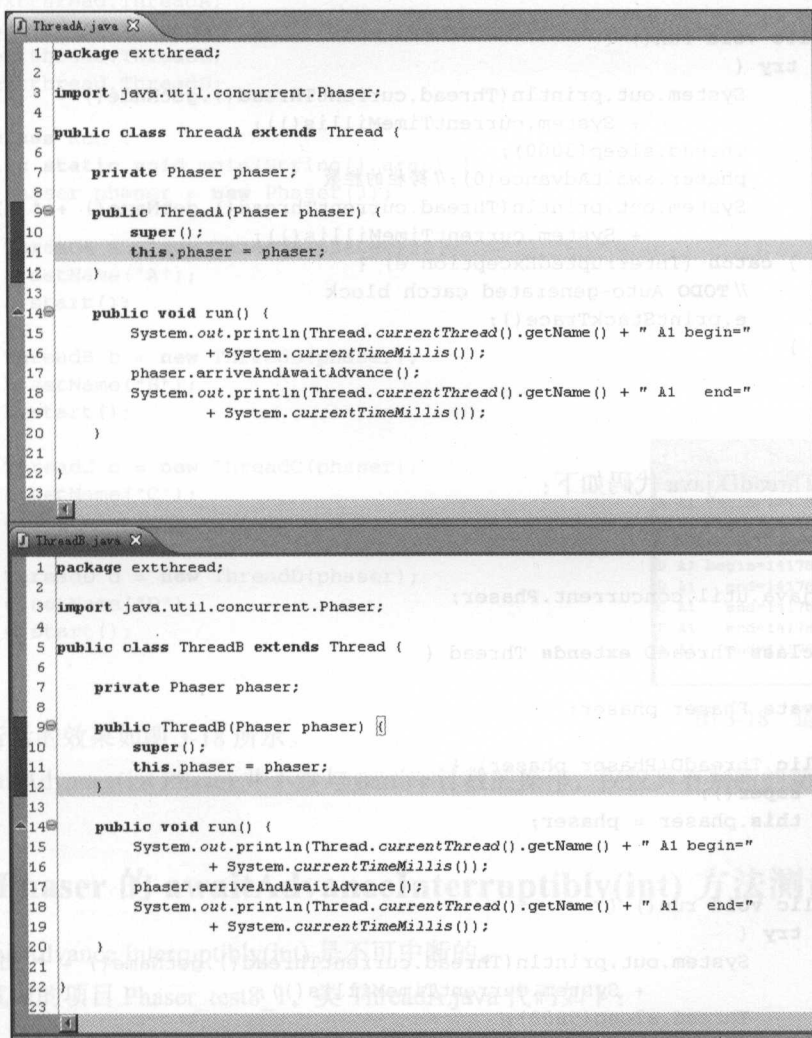 ThreadA.java
1 package extthread;
2
3 import java.util.concurrent.Phaser;
4
5 public class ThreadA extends Thread {
6
7     private Phaser phaser;
8
9     public ThreadA(Phaser phaser)
10         super();
11         this.phaser = phaser;
12     }
13
14     public void run() {
15         System.out.println(Thread.currentThread().getName() + " A1 begin="
16                 + System.currentTimeMillis());
17         phaser.arriveAndAwaitAdvance();
18         System.out.println(Thread.currentThread().getName() + " A1   end="
19                 + System.currentTimeMillis());
20     }
21
22 }
23
ThreadB.java
1 package extthread;
2
3 import java.util.concurrent.Phaser;
4
5 public class ThreadB extends Thread {
6
7     private Phaser phaser;
8
9     public ThreadB(Phaser phaser) {
10         super();
11         this.phaser = phaser;
12     }
13
14     public void run() {
15         System.out.println(Thread.currentThread().getName() + " A1 begin="
16                 + System.currentTimeMillis());
17         phaser.arriveAndAwaitAdvance();
18         System.out.println(Thread.currentThread().getName() + " A1   end="
19                 + System.currentTimeMillis());
20     }
21
22 }
23